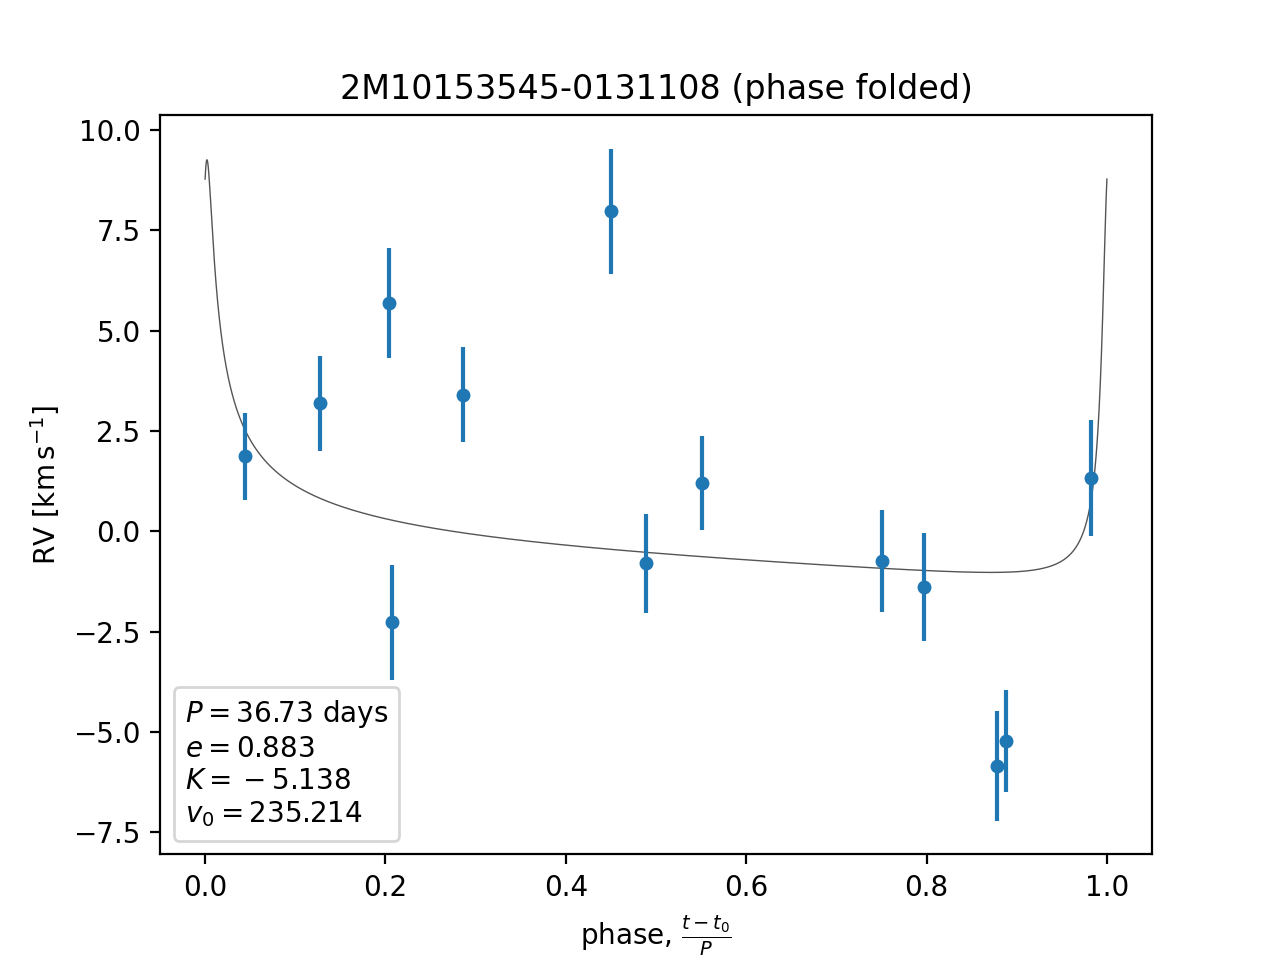 2M10153545-0131108 (phase folded)
10.0
7.5
5.0
2.5
0.0
−2.5
−5.0
−7.5
RV [km s⁻¹]
P = 36.73 days
e = 0.883
K = − 5.138
v₀ = 235.214
0.0 0.2 0.4 0.6 0.8 1.0
phase, (t − t₀)/P